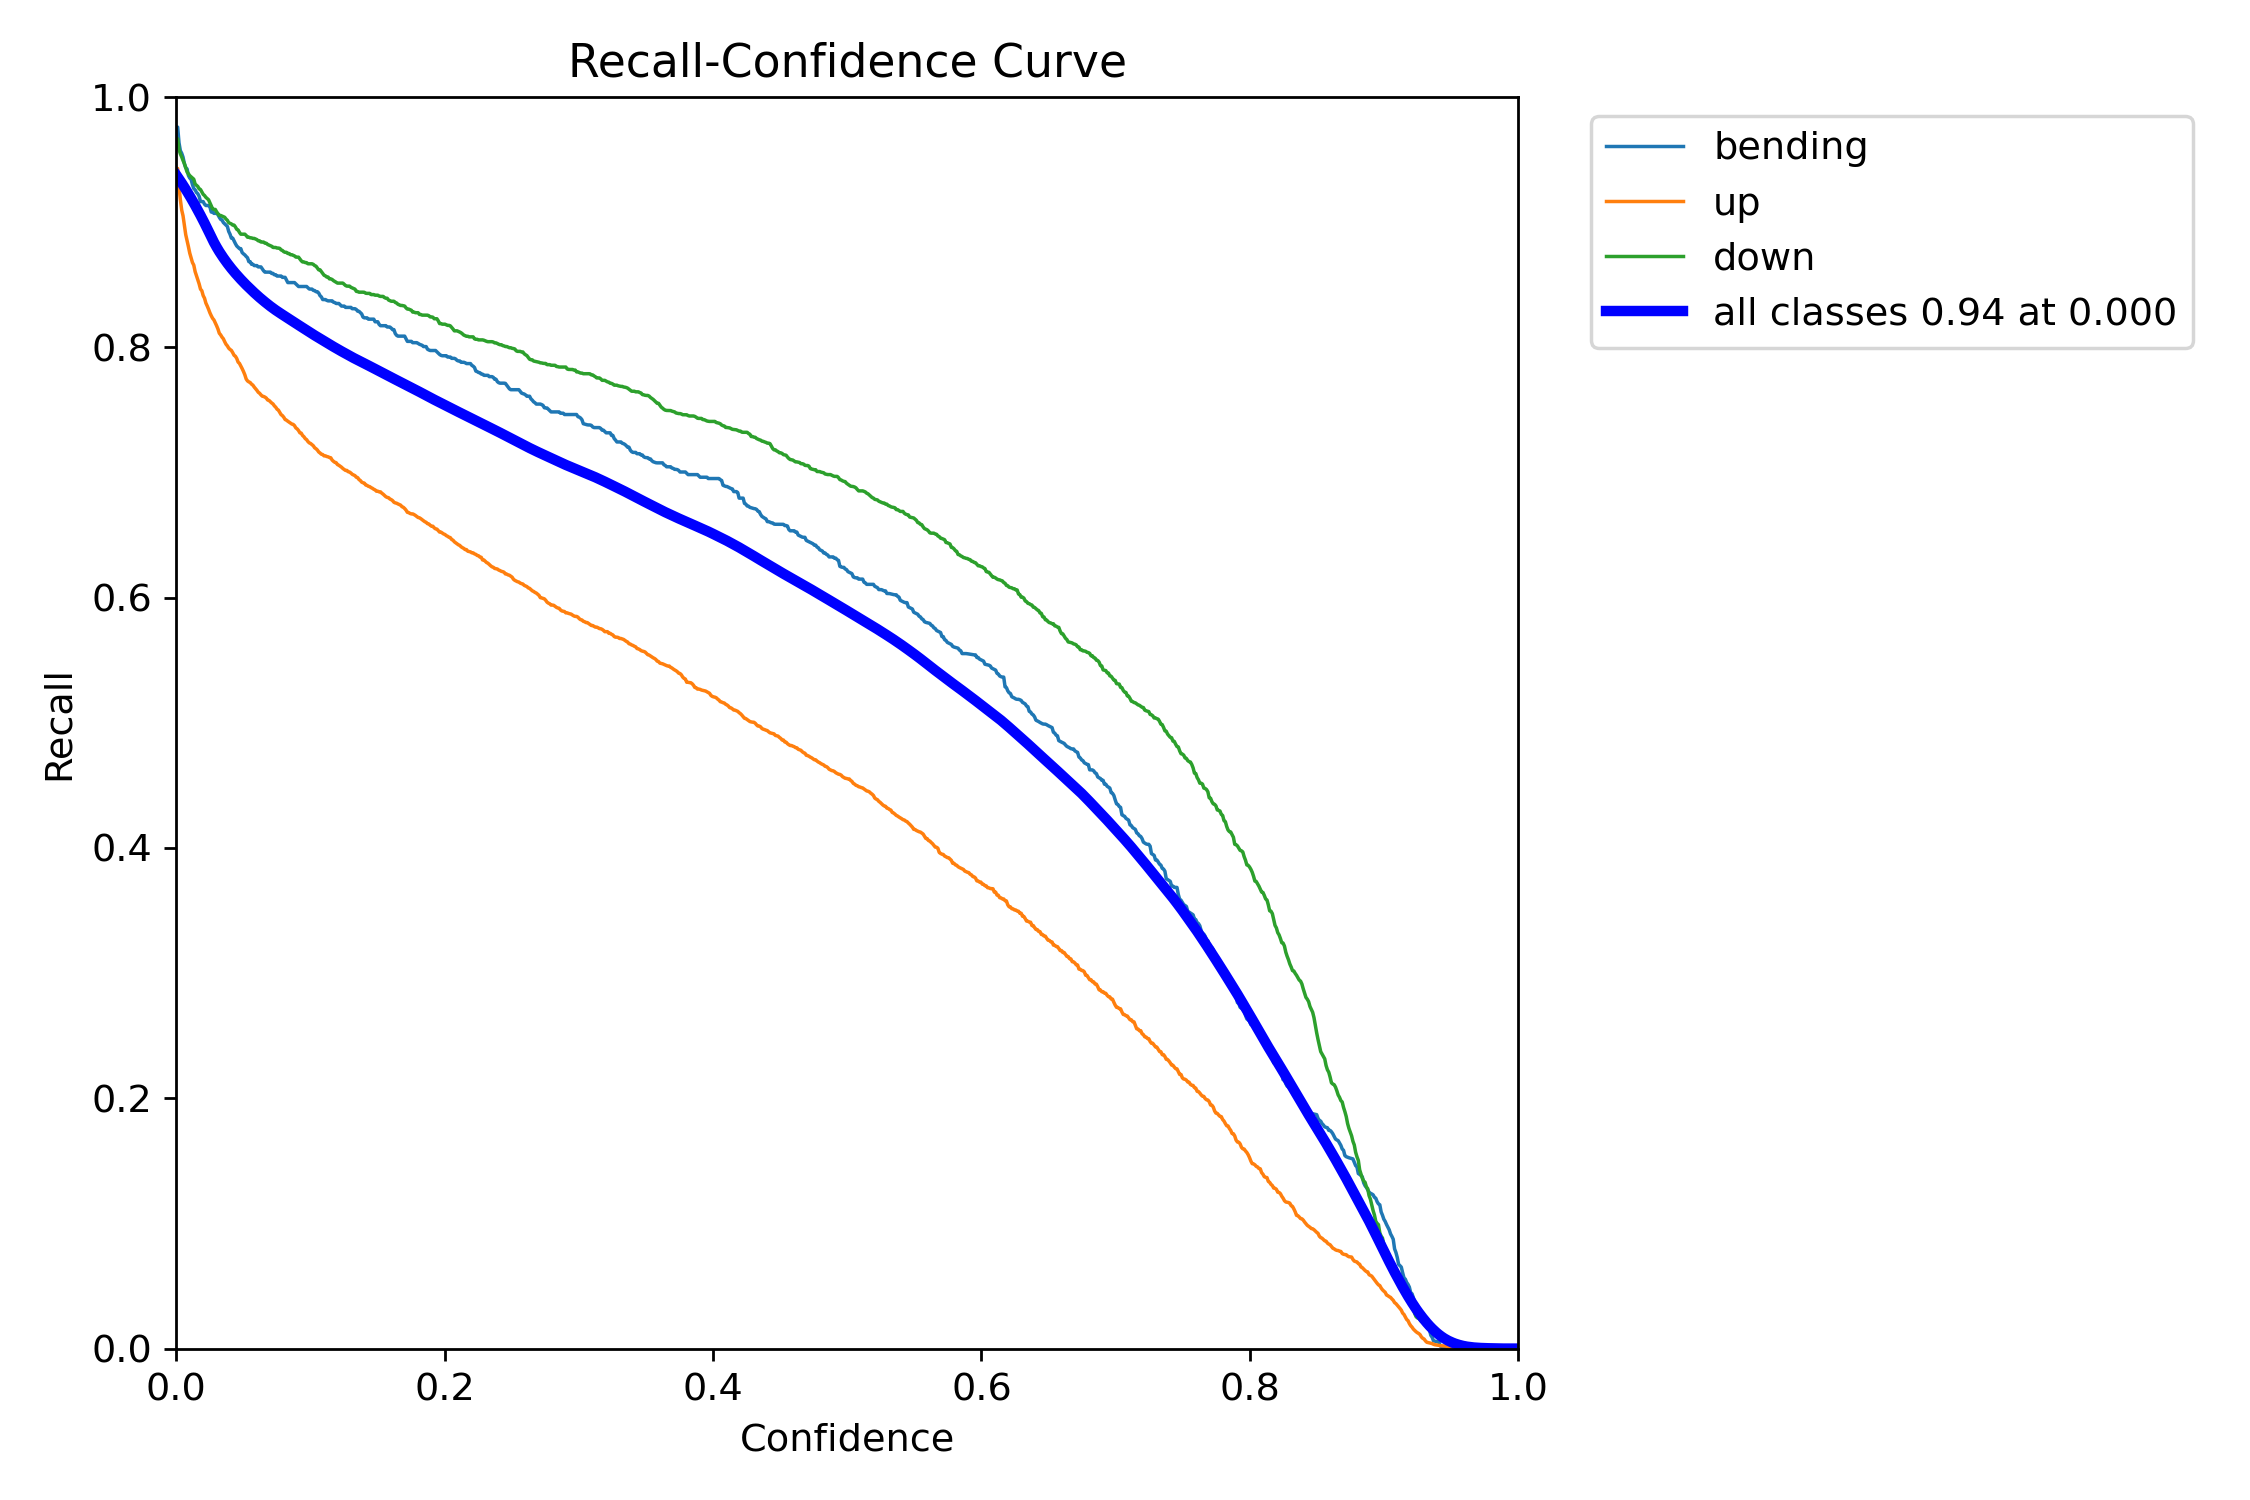 Recall-Confidence Curve
1.0
0.8
0.6
0.4
0.2
0.0
Recall
0.0 0.2 0.4 0.6 0.8 1.0
Confidence
bending
up
down
all classes 0.94 at 0.000